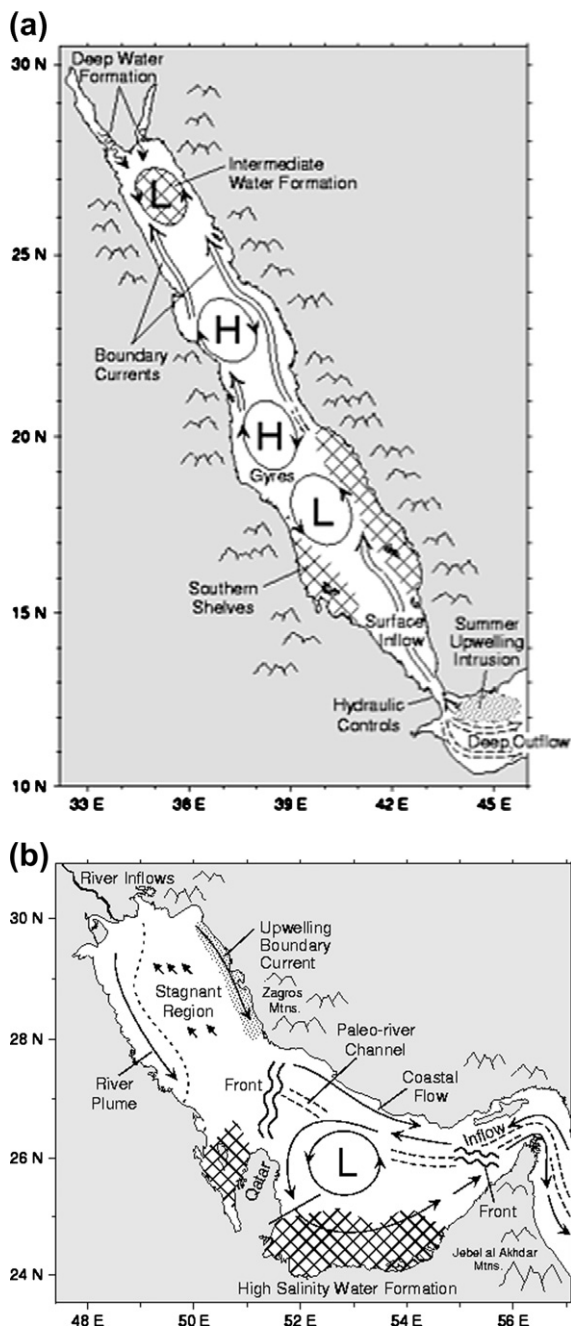 (a)
30 N
Deep Water
Formation
Intermediate
Water Formation
L
25 N
H
Boundary
Currents
20 N
H
Gyres
L
Southern
Shelves
15 N
Surface
Inflow
Summer
Upwelling
Intrusion
Hydraulic
Controls
Deep Outflow
10 N
33 E
36 E
39 E
42 E
45 E
(b)
River Inflows
30 N
Upwelling
Boundary
Current
Stagnant
Region
Zagros
Mtns.
28 N
Paleo-river
Channel
River
Plume
Front
Coastal
Flow
Inflow
26 N
Qatar
L
Front
Jebel al Akhdar
Mtns.
24 N
High Salinity Water Formation
48 E
50 E
52 E
54 E
56 E